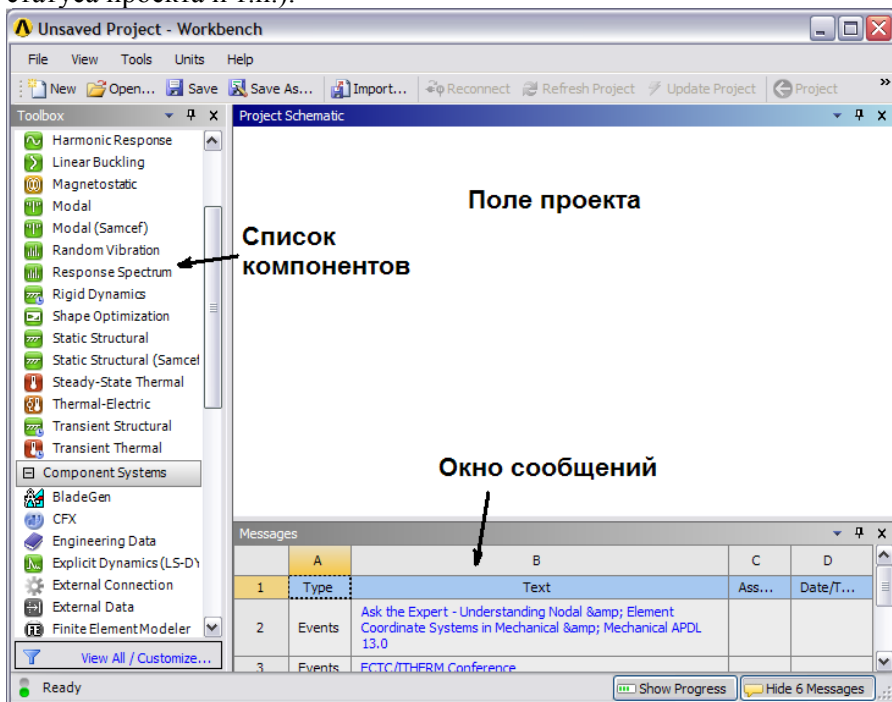 статуса проекта и т.п.).
Unsaved Project - Workbench
File View Tools Units Help
New Open... Save Save As... Import... Reconnect Refresh Project Update Project Project »
Toolbox
Project Schematic
Harmonic Response
Linear Buckling
Magnetostatic
Modal
Modal (Samcef)
Random Vibration
Response Spectrum
Rigid Dynamics
Shape Optimization
Static Structural
Static Structural (Samcef
Steady-State Thermal
Thermal-Electric
Transient Structural
Transient Thermal
Component Systems
BladeGen
CFX
Engineering Data
Explicit Dynamics (LS-DY
External Connection
External Data
Finite Element Modeler
View All / Customize...
Поле проекта
Список
компонентов
Окно сообщений
Messages
A B C D
1 Type Text Ass... Date/T...
2 Events Ask the Expert - Understanding Nodal &amp; Element
Coordinate Systems in Mechanical &amp; Mechanical APDL
13.0
3 Events ECTC/ITHERM Conference
Ready
Show Progress
Hide 6 Messages